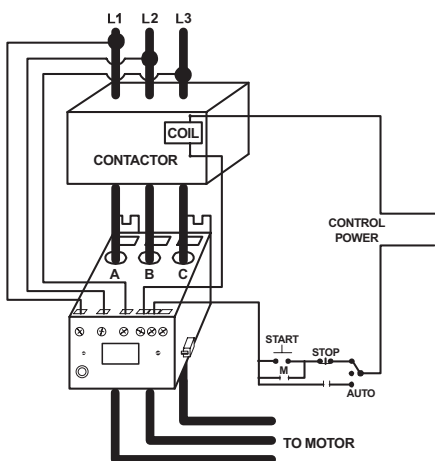 L1 L2 L3
COIL
CONTACTOR
CONTROL
POWER
A B C
START
STOP
M
AUTO
TO MOTOR